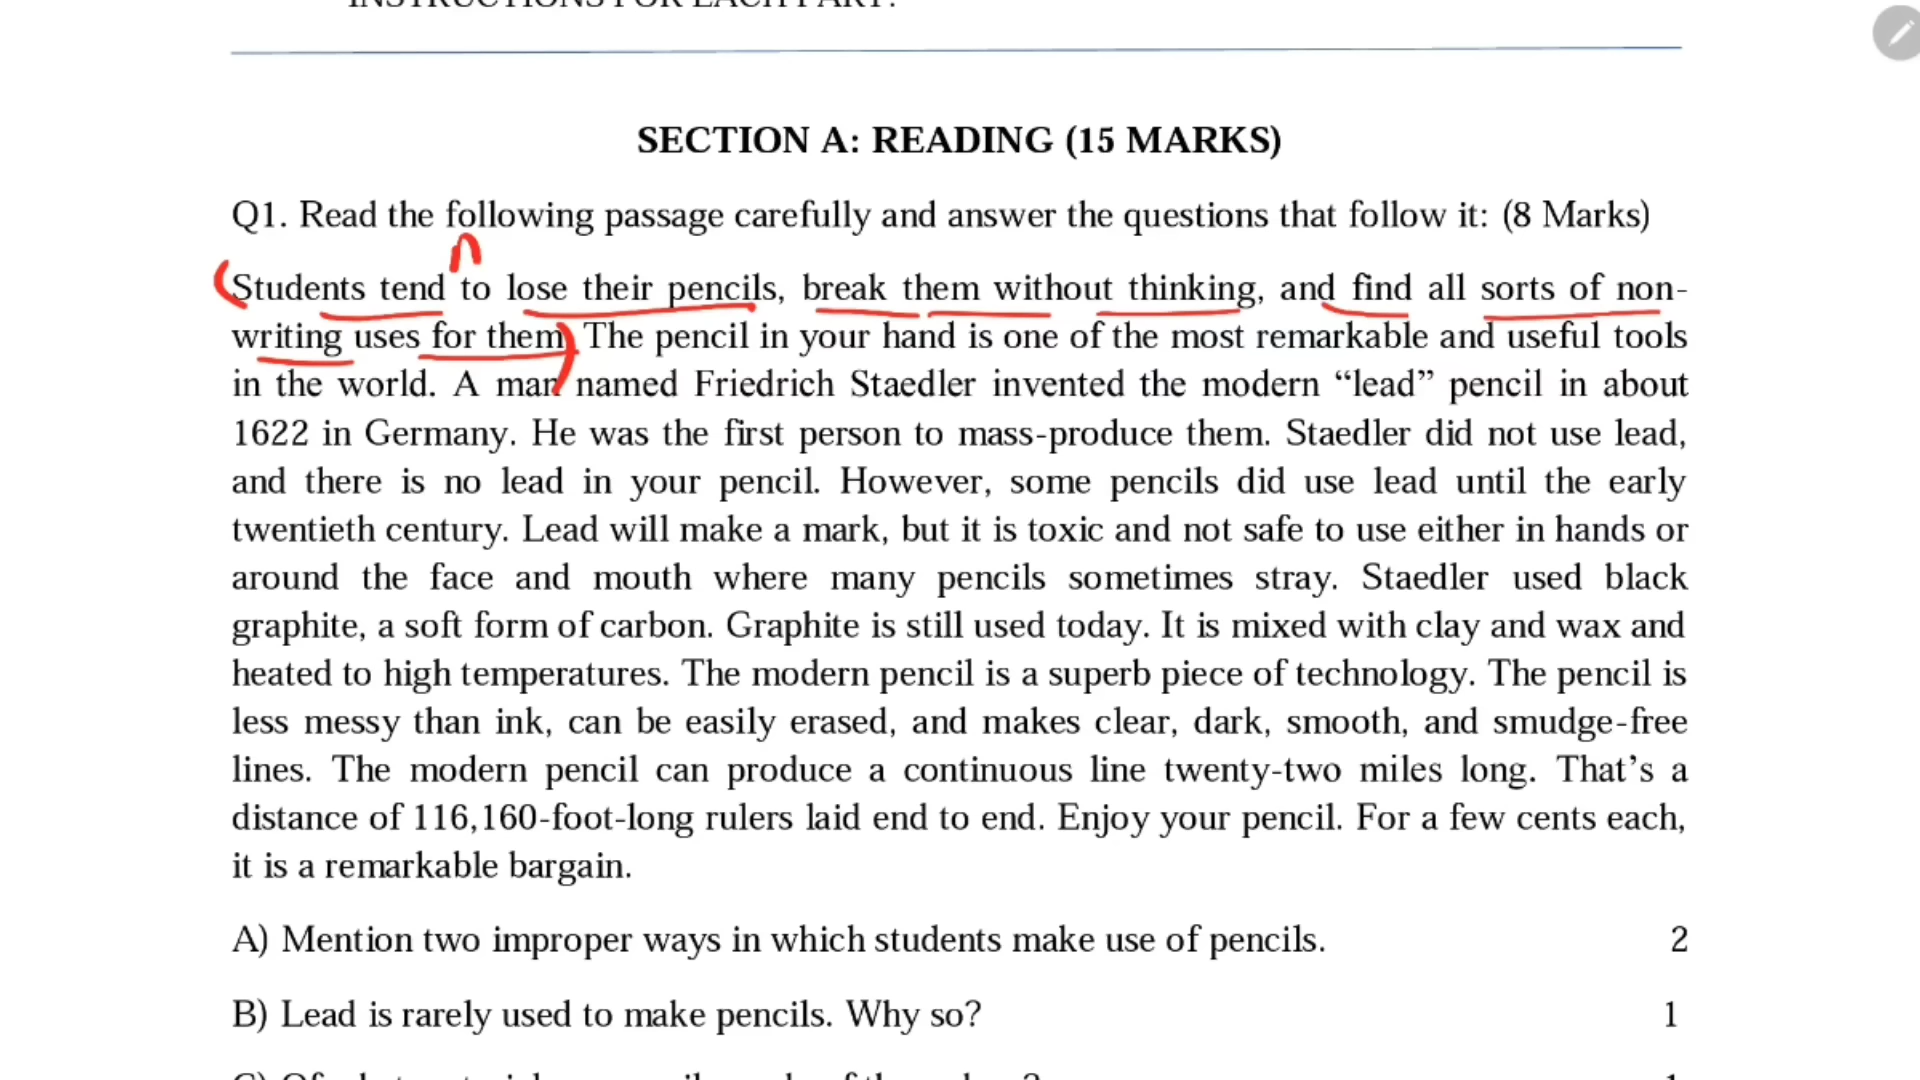 INSTRUCTIONS FOR EACH PART.
SECTION A: READING (15 MARKS)
Q1. Read the following passage carefully and answer the questions that follow it: (8 Marks)
Students tend to lose their pencils, break them without thinking, and find all sorts of non-
writing uses for them. The pencil in your hand is one of the most remarkable and useful tools
in the world. A man named Friedrich Staedler invented the modern “lead” pencil in about
1622 in Germany. He was the first person to mass-produce them. Staedler did not use lead,
and there is no lead in your pencil. However, some pencils did use lead until the early
twentieth century. Lead will make a mark, but it is toxic and not safe to use either in hands or
around the face and mouth where many pencils sometimes stray. Staedler used black
graphite, a soft form of carbon. Graphite is still used today. It is mixed with clay and wax and
heated to high temperatures. The modern pencil is a superb piece of technology. The pencil is
less messy than ink, can be easily erased, and makes clear, dark, smooth, and smudge-free
lines. The modern pencil can produce a continuous line twenty-two miles long. That’s a
distance of 116,160-foot-long rulers laid end to end. Enjoy your pencil. For a few cents each,
it is a remarkable bargain.
A) Mention two improper ways in which students make use of pencils. 2
B) Lead is rarely used to make pencils. Why so? 1